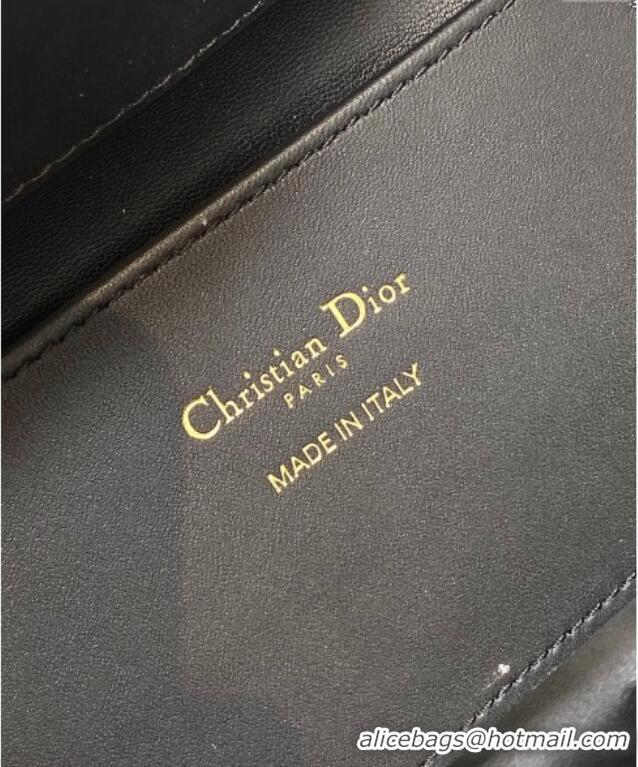 Christian Dior
PARIS
MADE IN ITALY
alicebags@hotmail.com